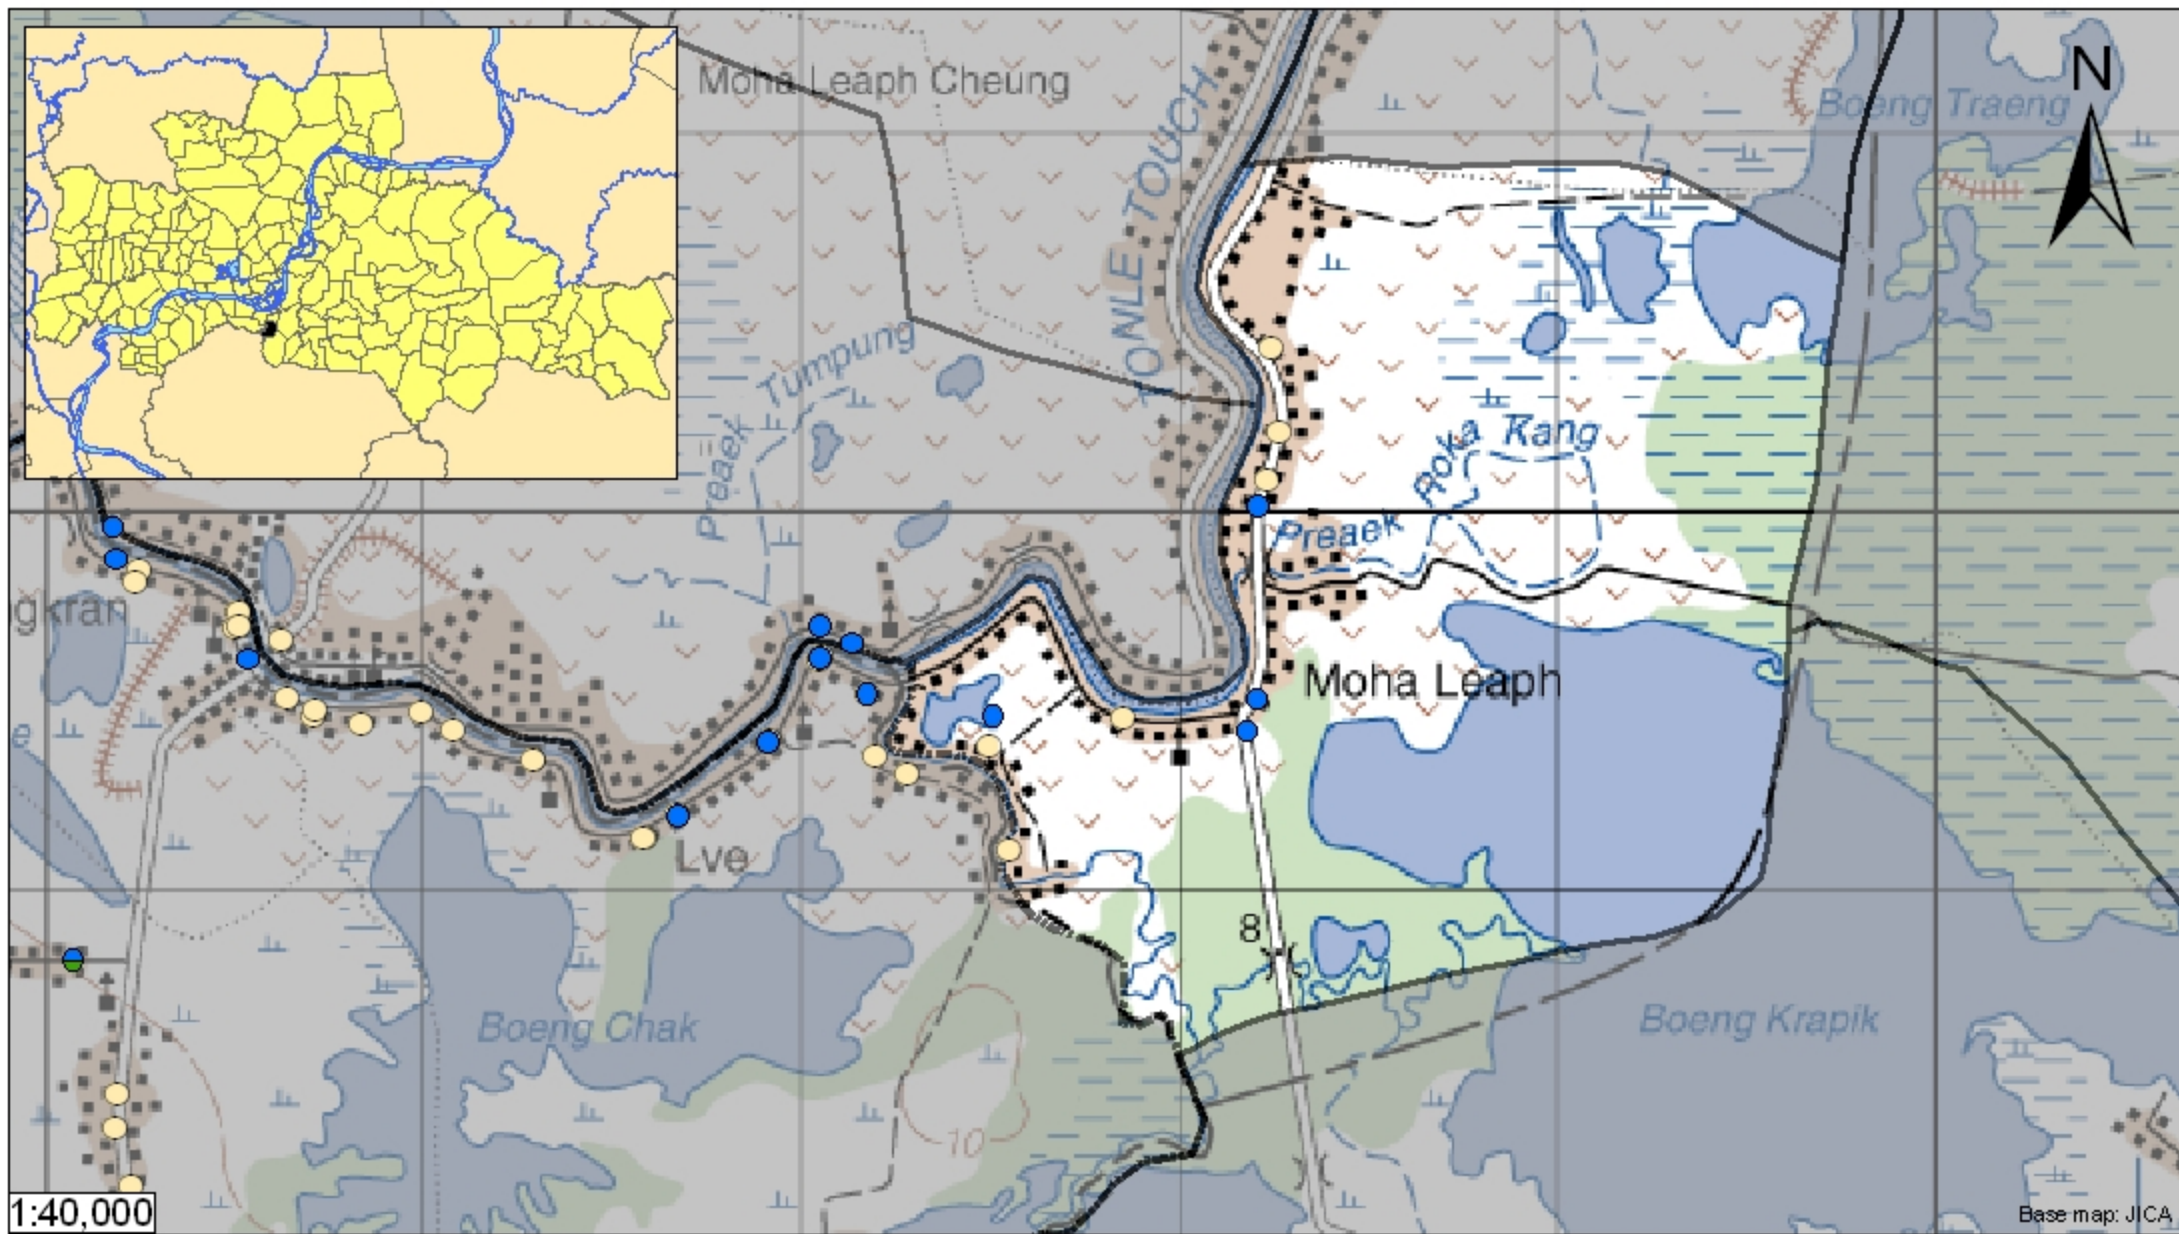 N
Moha Leaph Cheung
Boeng Traeng
TONLE TOUCH
Preaek Tumpung
Preaek Roka Kang
gkran
e
Moha Leaph
Lve
8
Boeng Chak
Boeng Krapik
10
1:40,000
Base map: JICA